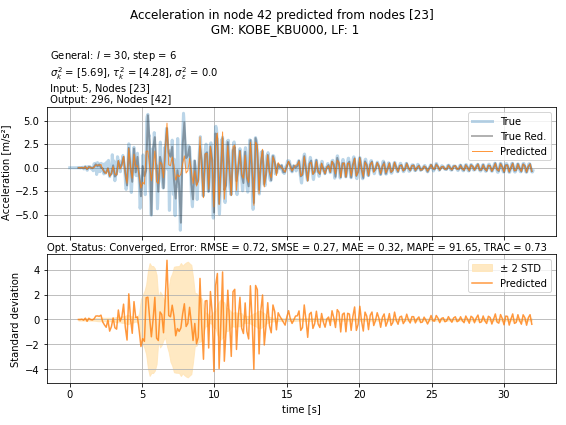 Acceleration in node 42 predicted from nodes [23]
GM: KOBE_KBU000, LF: 1
General: l = 30, step = 6
σ²ₖ = [5.69], τ²ₖ = [4.28], σ²ε = 0.0
Input: 5, Nodes [23]
Output: 296, Nodes [42]
Acceleration [m/s²]
5.0
2.5
0.0
−2.5
−5.0
True
True Red.
Predicted
Opt. Status: Converged, Error: RMSE = 0.72, SMSE = 0.27, MAE = 0.32, MAPE = 91.65, TRAC = 0.73
Standard deviation
4
2
0
−2
−4
± 2 STD
Predicted
0 5 10 15 20 25 30
time [s]